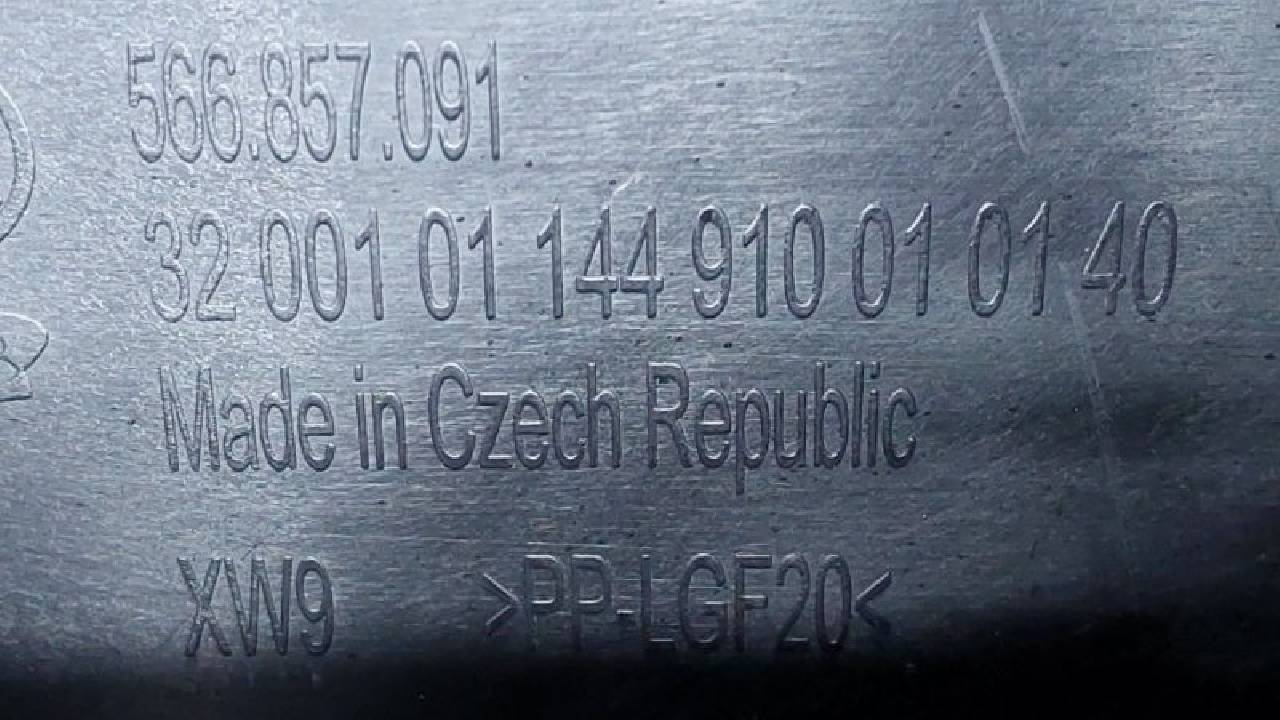 566.857.091
32 001 01 144 910 01 01 40
Made in Czech Republic
XW9 >PP-LGF20<